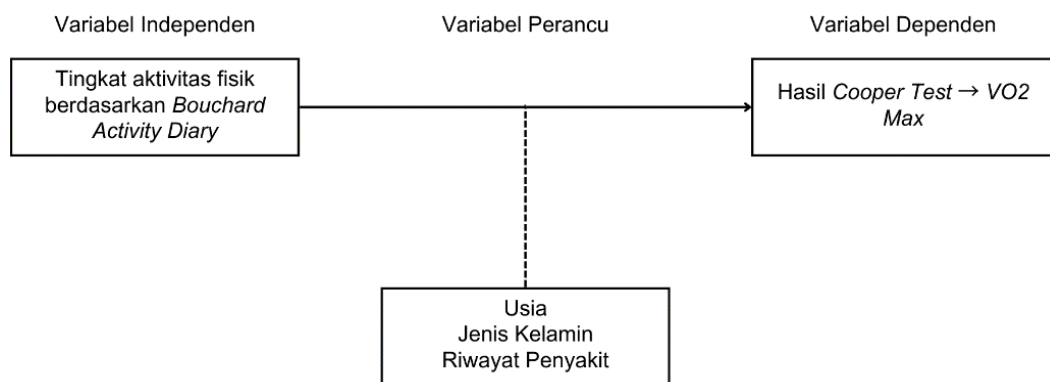 Variabel Independen
Variabel Perancu
Variabel Dependen
Tingkat aktivitas fisik
berdasarkan Bouchard
Activity Diary
Hasil Cooper Test → VO2
Max
Usia
Jenis Kelamin
Riwayat Penyakit